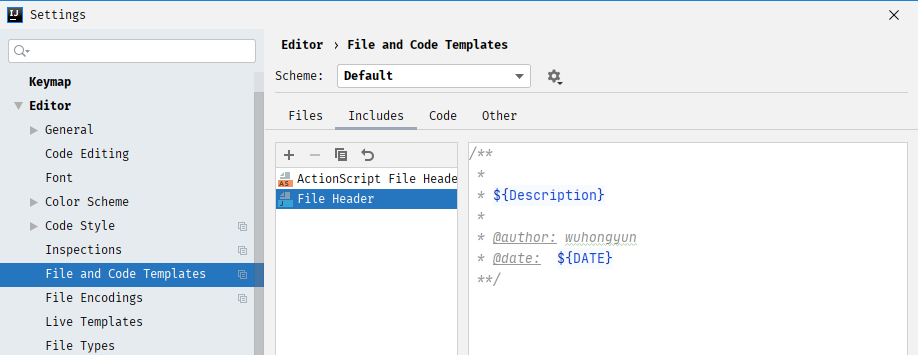 IJ Settings
Editor › File and Code Templates
Scheme: Default
Keymap
Editor
General
Code Editing
Font
Color Scheme
Code Style
Inspections
File and Code Templates
File Encodings
Live Templates
File Types
Files Includes Code Other
AS ActionScript File Heade
J File Header
/**
*
* ${Description}
*
* @author: wuhongyun
* @date: ${DATE}
**/